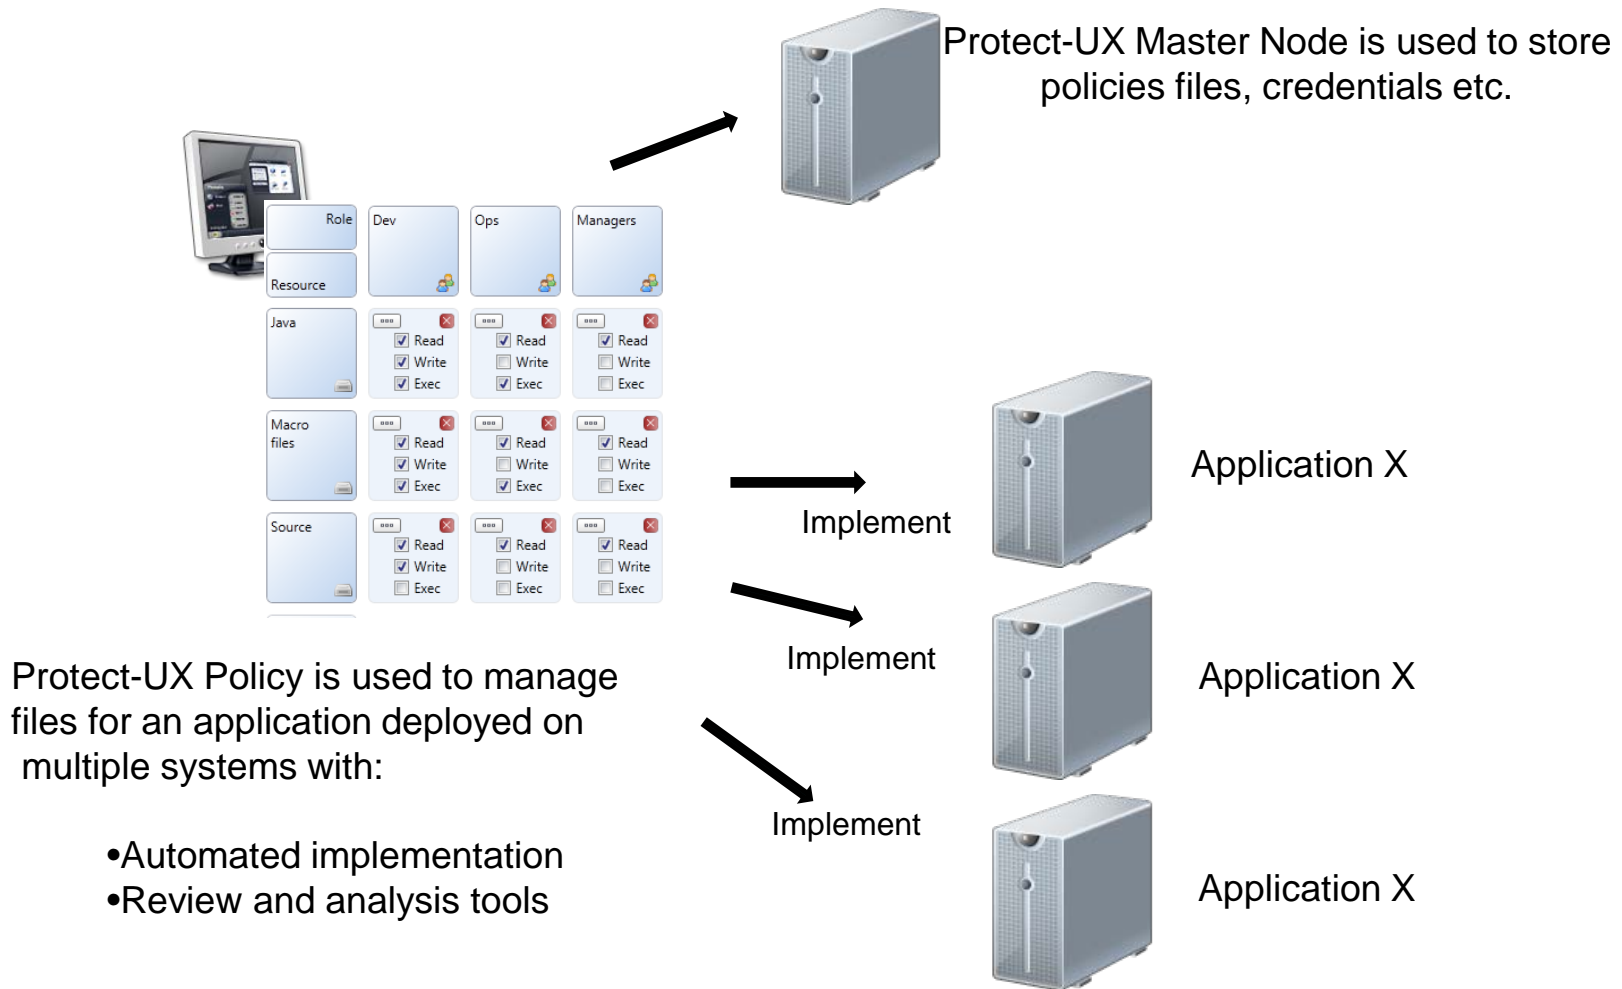 Protect-UX Master Node is used to store
policies files, credentials etc.
Role Dev Ops Managers
Resource
Java
Read Read Read
Write Write Write
Exec Exec Exec
Macro
files
Read Read Read
Write Write Write
Exec Exec Exec
Source
Read Read Read
Write Write Write
Exec Exec Exec
Implement
Application X
Implement
Application X
Implement
Application X
Protect-UX Policy is used to manage
files for an application deployed on
multiple systems with:
•Automated implementation
•Review and analysis tools